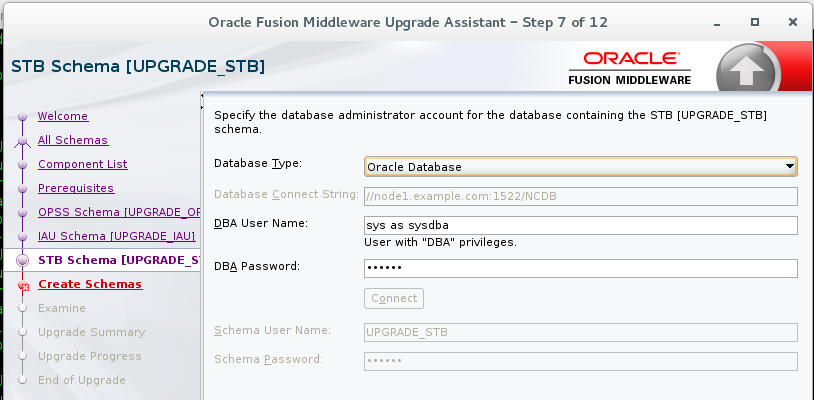 Oracle Fusion Middleware Upgrade Assistant – Step 7 of 12
STB Schema [UPGRADE_STB]
ORACLE
FUSION MIDDLEWARE
Welcome
All Schemas
Component List
Prerequisites
OPSS Schema [UPGRADE_OP
IAU Schema [UPGRADE_IAU]
STB Schema [UPGRADE_ST
Create Schemas
Examine
Upgrade Summary
Upgrade Progress
End of Upgrade
Specify the database administrator account for the database containing the STB [UPGRADE_STB]
schema.
Database Type: Oracle Database
Database Connect String: //node1.example.com:1522/NCDB
DBA User Name: sys as sysdba
User with "DBA" privileges.
DBA Password: ••••••
Connect
Schema User Name: UPGRADE_STB
Schema Password: ••••••